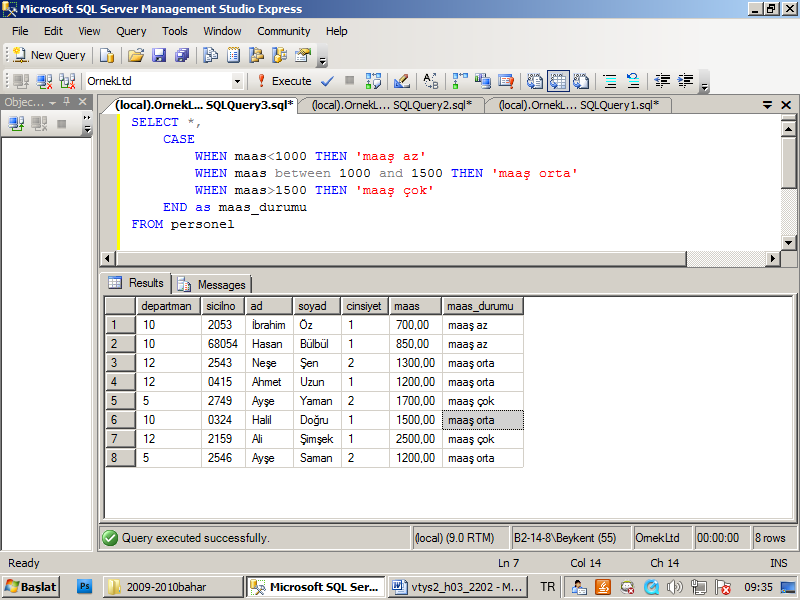 Microsoft SQL Server Management Studio Express
File Edit View Query Tools Window Community Help
New Query
OrnekLtd Execute
Objec... (local).OrnekL... SQLQuery3.sql* (local).OrnekL... SQLQuery2.sql* (local).OrnekL... SQLQuery1.sql*
SELECT *,
CASE
WHEN maas<1000 THEN 'maaş az'
WHEN maas between 1000 and 1500 THEN 'maaş orta'
WHEN maas>1500 THEN 'maaş çok'
END as maas_durumu
FROM personel
Results Messages
departman sicilno ad soyad cinsiyet maas maas_durumu
1 10 2053 İbrahim Öz 1 700,00 maaş az
2 10 68054 Hasan Bülbül 1 850,00 maaş az
3 12 2543 Neşe Şen 2 1300,00 maaş orta
4 12 0415 Ahmet Uzun 1 1200,00 maaş orta
5 5 2749 Ayşe Yaman 2 1700,00 maaş çok
6 10 0324 Halil Doğru 1 1500,00 maaş orta
7 12 2159 Ali Şimşek 1 2500,00 maaş çok
8 5 2546 Ayşe Saman 2 1200,00 maaş orta
Query executed successfully. (local) (9.0 RTM) B2-14-8\Beykent (55) OrnekLtd 00:00:00 8 rows
Ready Ln 7 Col 14 Ch 14 INS
Başlat Ps 2009-2010bahar Microsoft SQL Ser... vtys2_h03_2202 - M... TR 09:35